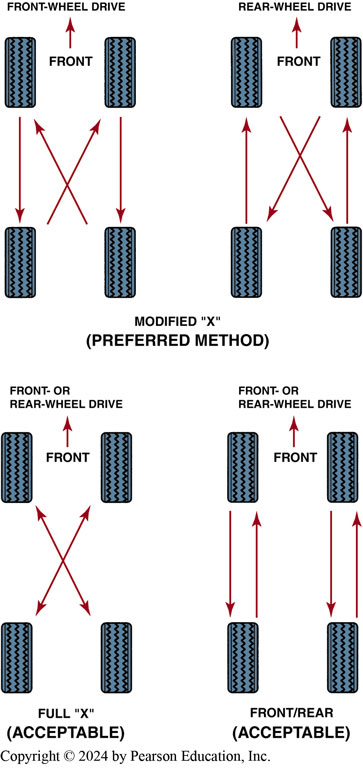 FRONT-WHEEL DRIVE
FRONT
REAR-WHEEL DRIVE
FRONT
MODIFIED "X"
(PREFERRED METHOD)
FRONT- OR
REAR-WHEEL DRIVE
FRONT
FRONT- OR
REAR-WHEEL DRIVE
FRONT
FULL "X"
(ACCEPTABLE)
FRONT/REAR
(ACCEPTABLE)
Copyright © 2024 by Pearson Education, Inc.